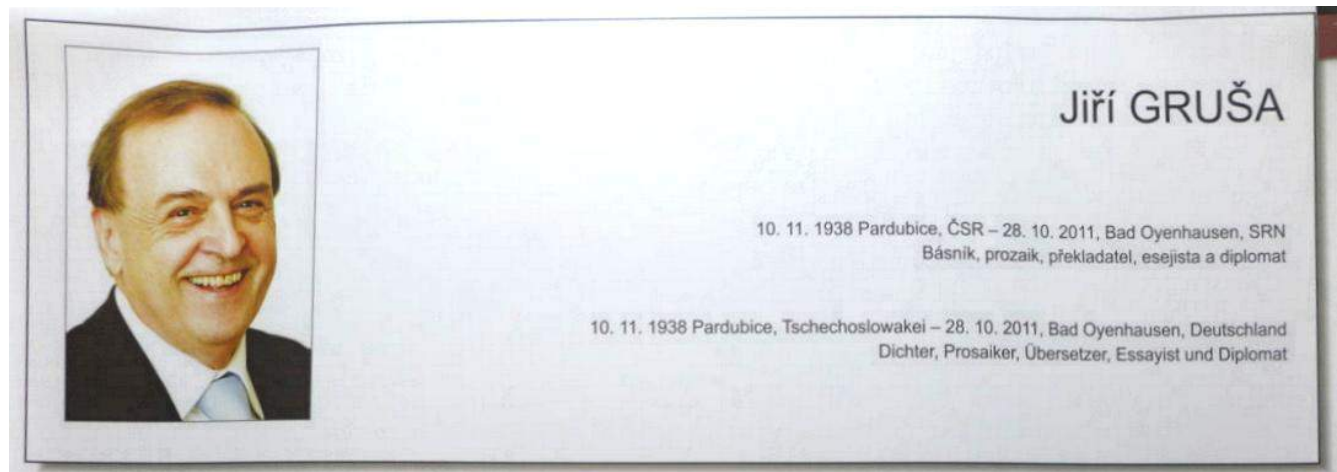 Jiří GRUŠA
10. 11. 1938 Pardubice, ČSR – 28. 10. 2011, Bad Oyenhausen, SRN
Básník, prozaik, překladatel, esejista a diplomat
10. 11. 1938 Pardubice, Tschechoslowakei – 28. 10. 2011, Bad Oyenhausen, Deutschland
Dichter, Prosaiker, Übersetzer, Essayist und Diplomat